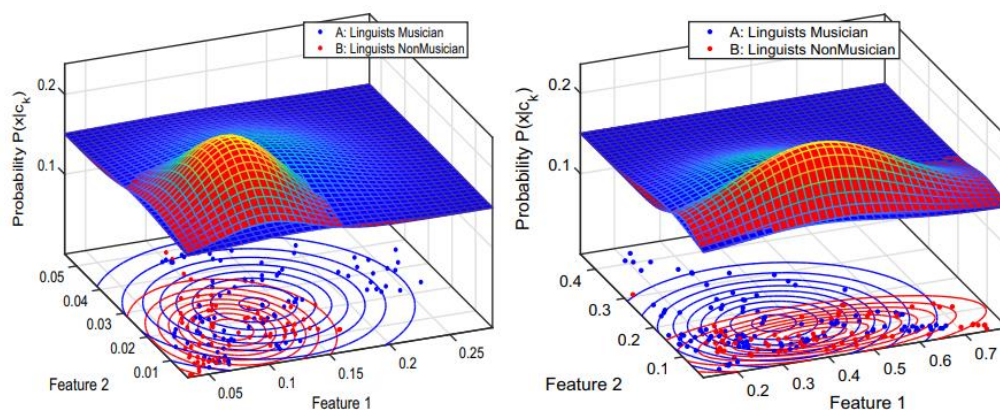 A: Linguists Musician
B: Linguists NonMusician
Probability P(x|c_k)
0.2
0.1
0.05
0.04
0.03
0.02
0.01
Feature 2
0.05
0.1
0.15
0.2
0.25
Feature 1
A: Linguists Musician
B: Linguists NonMusician
Probability P(x|c_k)
0.2
0.1
0.4
0.3
0.2
0.1
Feature 2
0.2
0.3
0.4
0.5
0.6
0.7
Feature 1